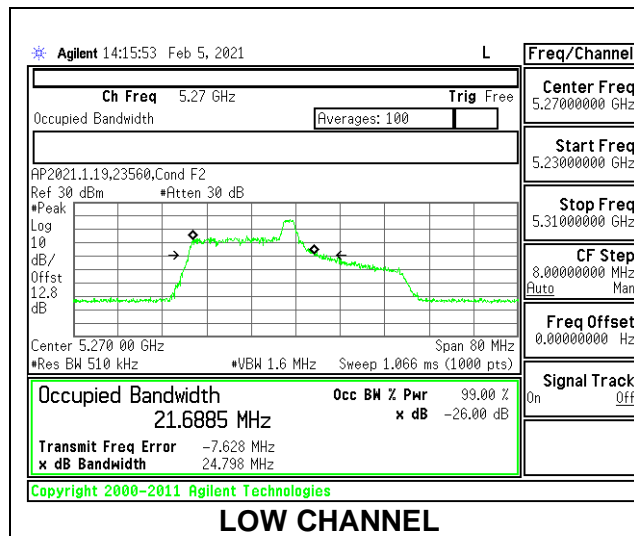 Agilent 14:15:53 Feb 5, 2021 L
Freq/Channel
Ch Freq 5.27 GHz Trig Free
Occupied Bandwidth Averages: 100
Center Freq
5.27000000 GHz
Start Freq
5.23000000 GHz
Stop Freq
5.31000000 GHz
CF Step
8.00000000 MHz
Auto Man
Freq Offset
0.00000000 Hz
Signal Track
On Off
AP2021.1.19,23560,Cond F2
Ref 30 dBm #Atten 30 dB
#Peak
Log
10
dB/
Offst
12.8
dB
Center 5.270 00 GHz Span 80 MHz
#Res BW 510 kHz #VBW 1.6 MHz Sweep 1.066 ms (1000 pts)
Occupied Bandwidth Occ BW % Pwr 99.00 %
21.6885 MHz x dB -26.00 dB
Transmit Freq Error -7.628 MHz
x dB Bandwidth 24.798 MHz
Copyright 2000-2011 Agilent Technologies
LOW CHANNEL